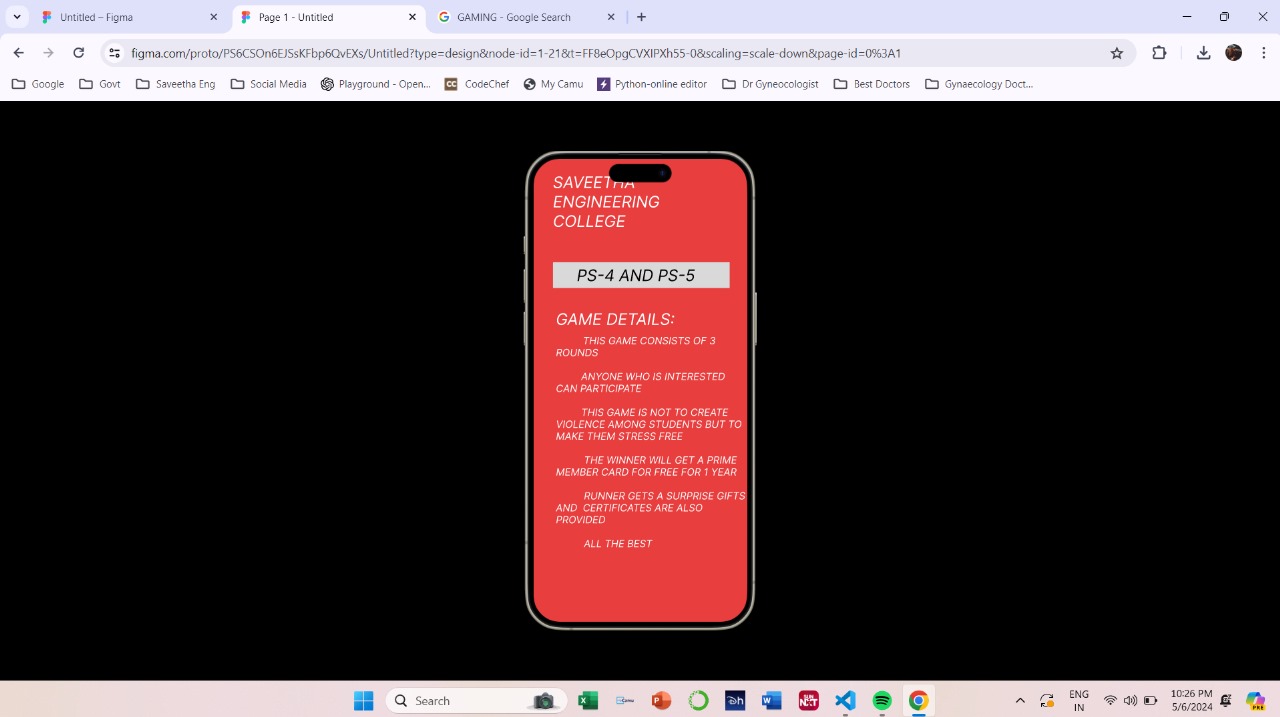 Untitled – Figma
Page 1 - Untitled
GAMING - Google Search
figma.com/proto/PS6CSOn6EJSsKFbp6QvEXs/Untitled?type=design&node-id=1-21&t=FF8eOpgCVXIPXh55-0&scaling=scale-down&page-id=0%3A1
Google
Govt
Saveetha Eng
Social Media
Playground - Open...
CC
CodeChef
My Camu
Python-online editor
Dr Gyneocologist
Best Doctors
Gynaecology Doct...
SAVEETHA
ENGINEERING
COLLEGE
PS-4 AND PS-5
GAME DETAILS:
THIS GAME CONSISTS OF 3
ROUNDS
ANYONE WHO IS INTERESTED
CAN PARTICIPATE
THIS GAME IS NOT TO CREATE
VIOLENCE AMONG STUDENTS BUT TO
MAKE THEM STRESS FREE
THE WINNER WILL GET A PRIME
MEMBER CARD FOR FREE FOR 1 YEAR
RUNNER GETS A SURPRISE GIFTS
AND CERTIFICATES ARE ALSO
PROVIDED
ALL THE BEST
Search
ENG
IN
10:26 PM
5/6/2024